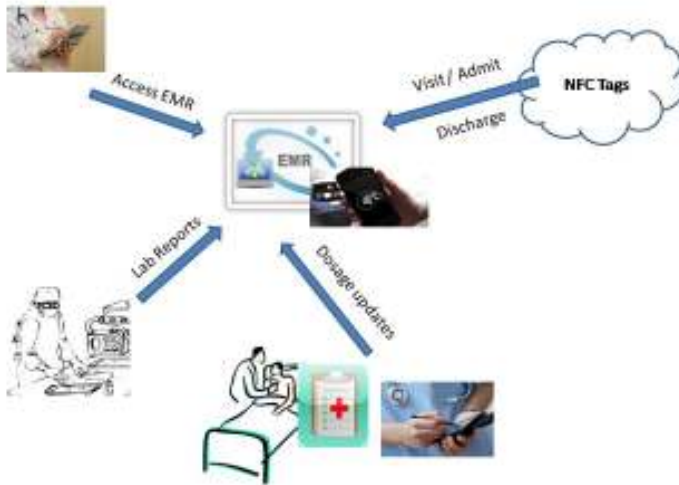 Access EMR
Visit/ Admit
Discharge
NFC Tags
EMR
Lab Reports
Dosage updates